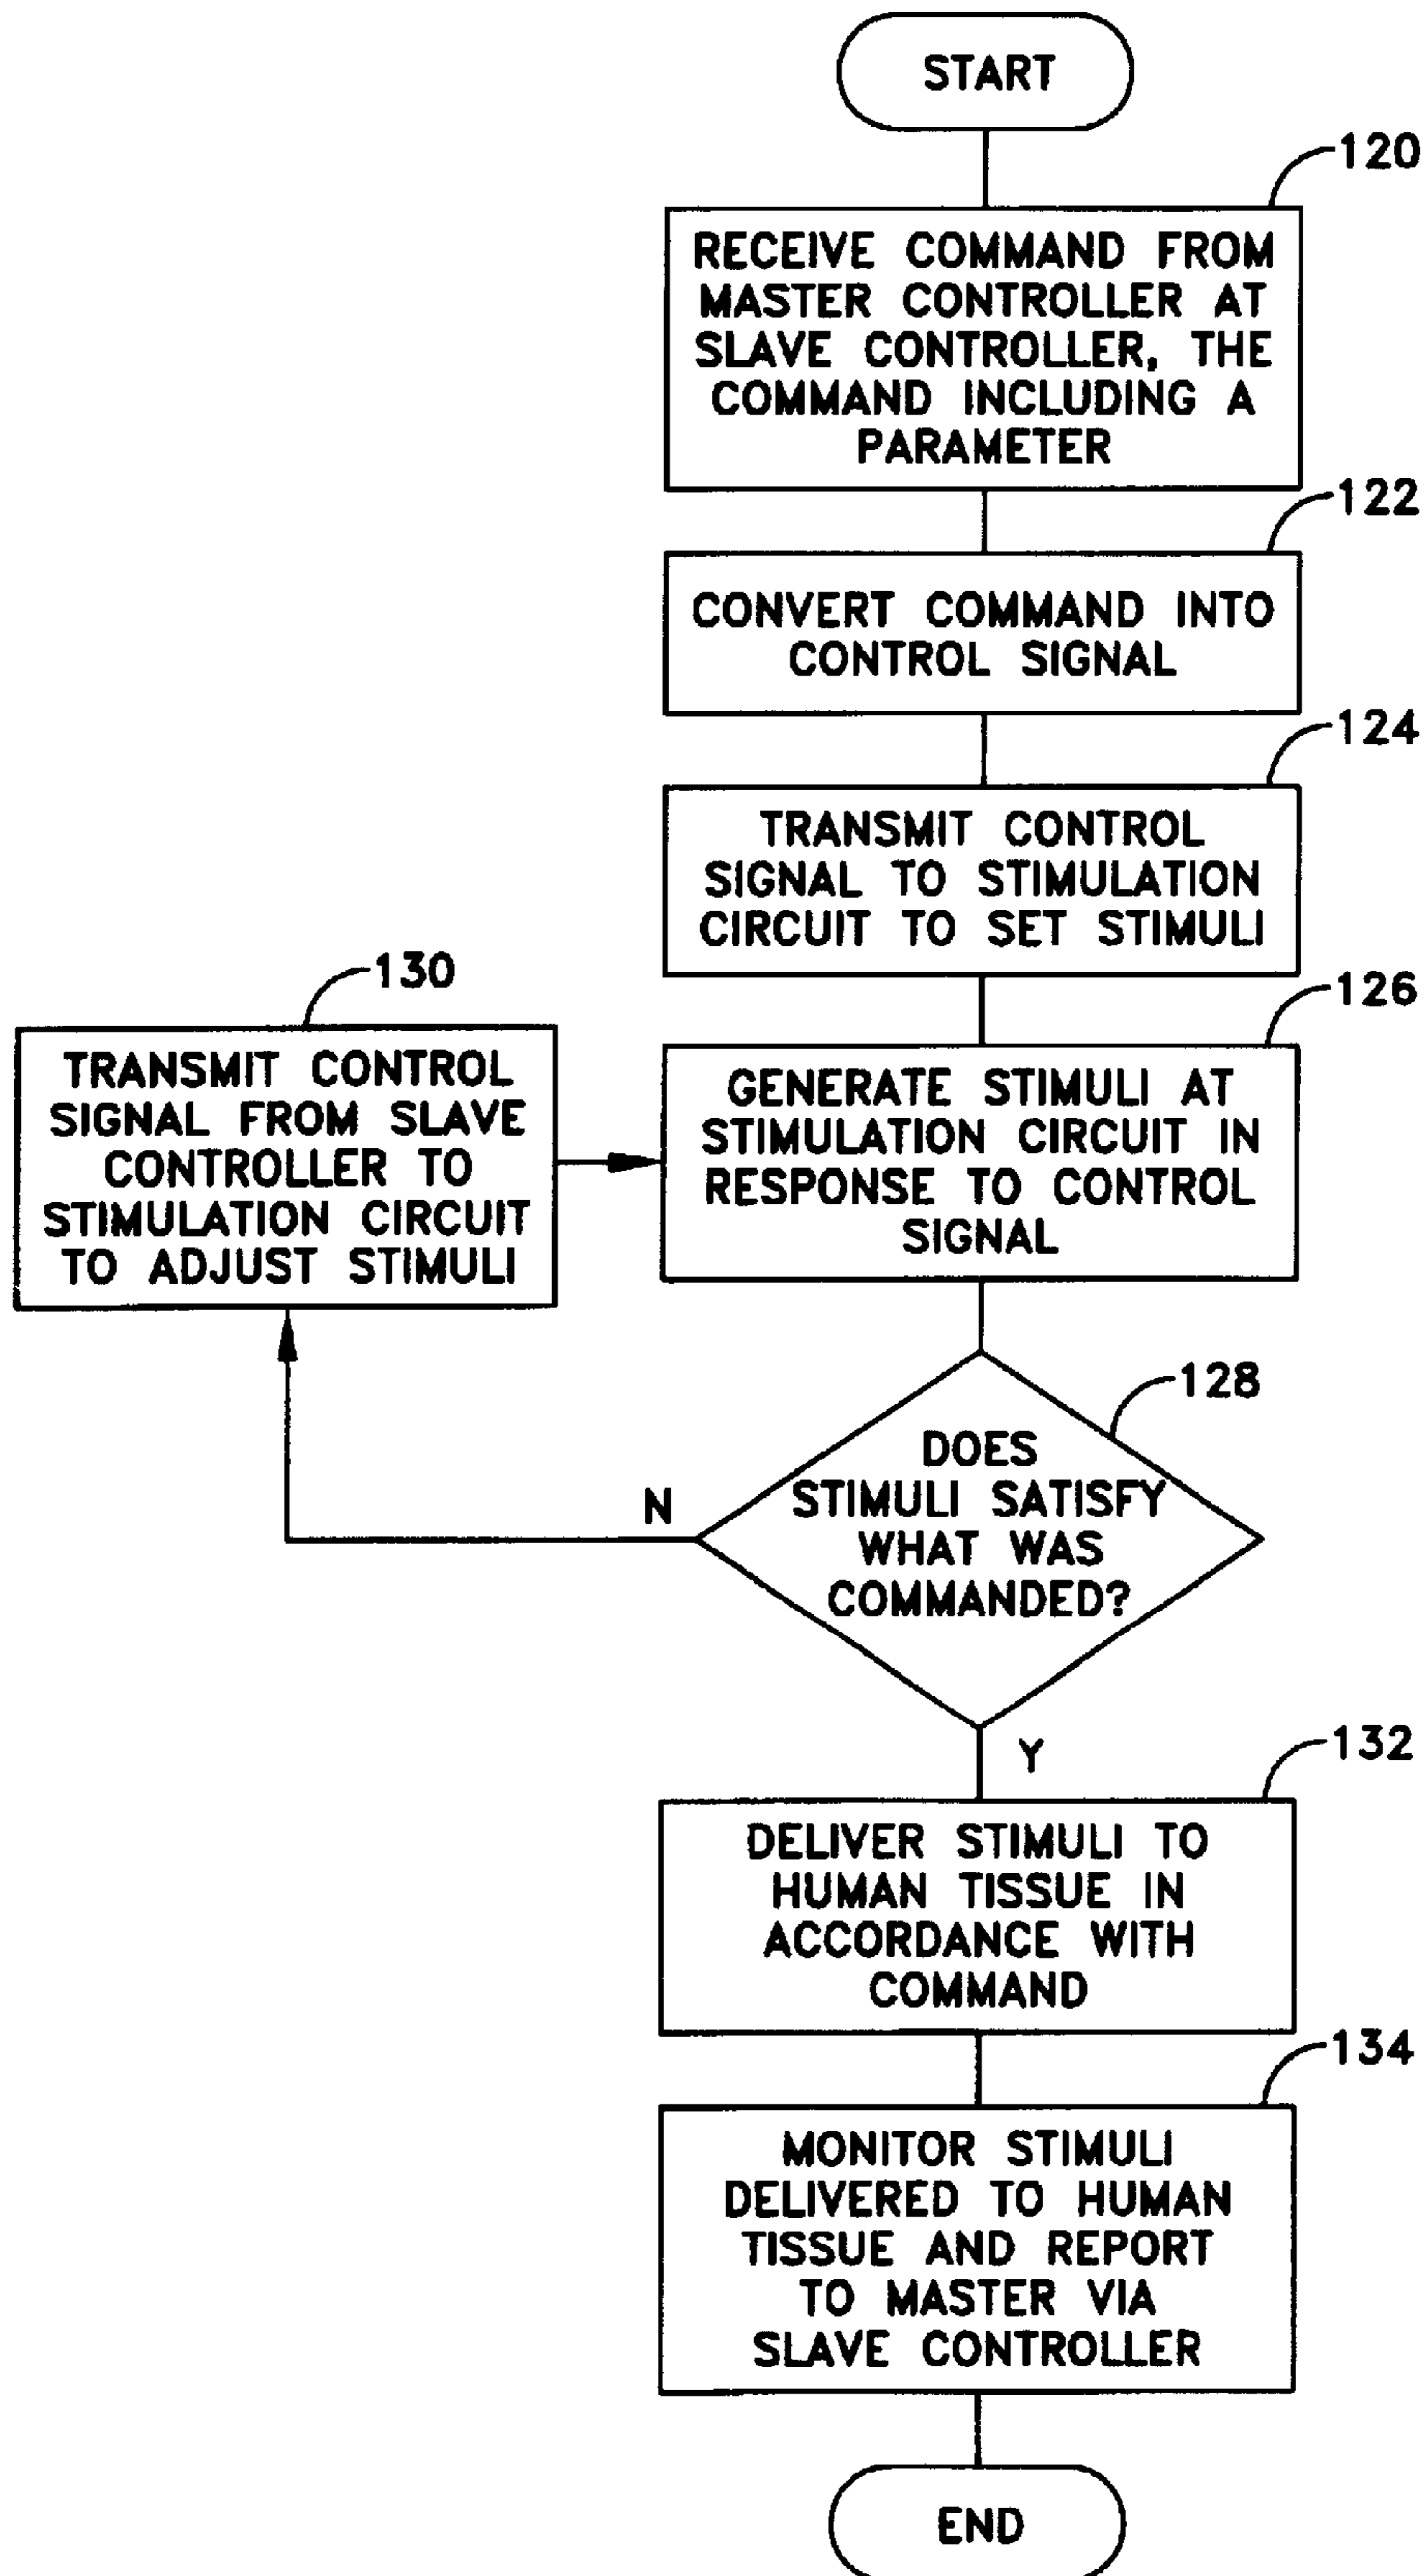 START
120
RECEIVE COMMAND FROM
MASTER CONTROLLER AT
SLAVE CONTROLLER, THE
COMMAND INCLUDING A
PARAMETER
122
CONVERT COMMAND INTO
CONTROL SIGNAL
124
TRANSMIT CONTROL
SIGNAL TO STIMULATION
CIRCUIT TO SET STIMULI
130
TRANSMIT CONTROL
SIGNAL FROM SLAVE
CONTROLLER TO
STIMULATION CIRCUIT
TO ADJUST STIMULI
126
GENERATE STIMULI AT
STIMULATION CIRCUIT IN
RESPONSE TO CONTROL
SIGNAL
128
DOES
STIMULI SATISFY
WHAT WAS
COMMANDED?
N
Y
132
DELIVER STIMULI TO
HUMAN TISSUE IN
ACCORDANCE WITH
COMMAND
134
MONITOR STIMULI
DELIVERED TO HUMAN
TISSUE AND REPORT
TO MASTER VIA
SLAVE CONTROLLER
END